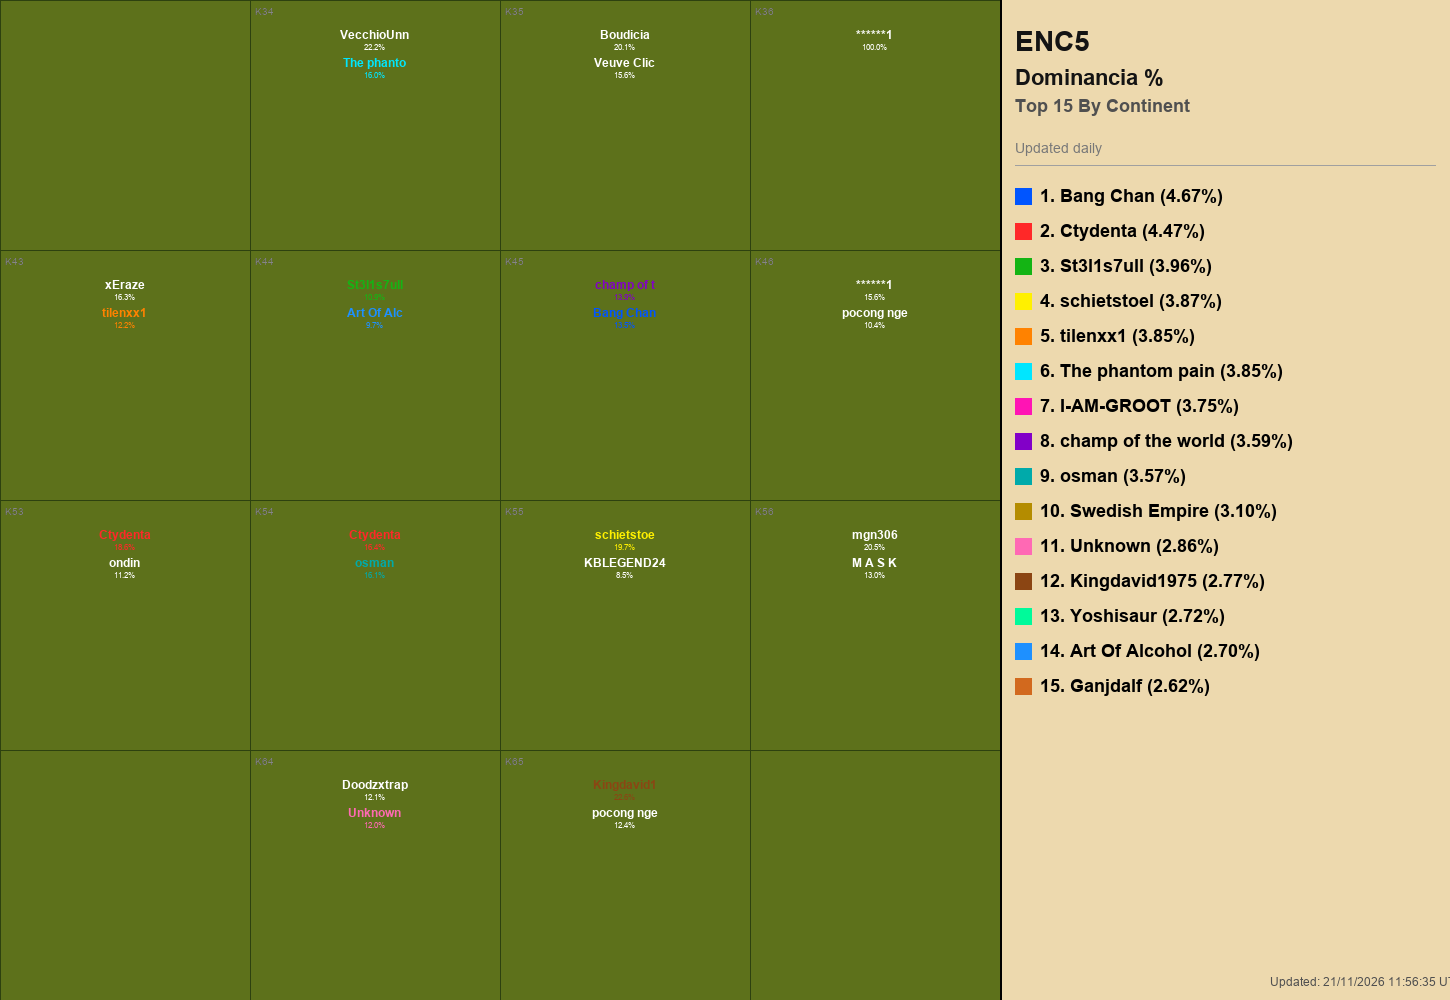 K34
VecchioUnn
22.2%
The phanto
16.0%
K35
Boudicia
20.1%
Veuve Clic
15.6%
K36
******1
100.0%
K43
xEraze
16.3%
tilenxx1
12.2%
K44
St3l1s7ull
Art Of Alc
K45
champ of t
Bang Chan
K46
******1
15.6%
pocong nge
10.4%
K53
Ctydenta
ondin
11.2%
K54
Ctydenta
osman
K55
schietstoe
19.7%
KBLEGEND24
8.5%
K56
mgn306
20.5%
M A S K
13.0%
K64
Doodzxtrap
12.1%
Unknown
12.0%
K65
Kingdavid1
pocong nge
12.4%
ENC5
Dominancia %
Top 15 By Continent
Updated daily
1. Bang Chan (4.67%)
2. Ctydenta (4.47%)
3. St3l1s7ull (3.96%)
4. schietstoel (3.87%)
5. tilenxx1 (3.85%)
6. The phantom pain (3.85%)
7. I-AM-GROOT (3.75%)
8. champ of the world (3.59%)
9. osman (3.57%)
10. Swedish Empire (3.10%)
11. Unknown (2.86%)
12. Kingdavid1975 (2.77%)
13. Yoshisaur (2.72%)
14. Art Of Alcohol (2.70%)
15. Ganjdalf (2.62%)
Updated: 21/11/2026 11:56:35